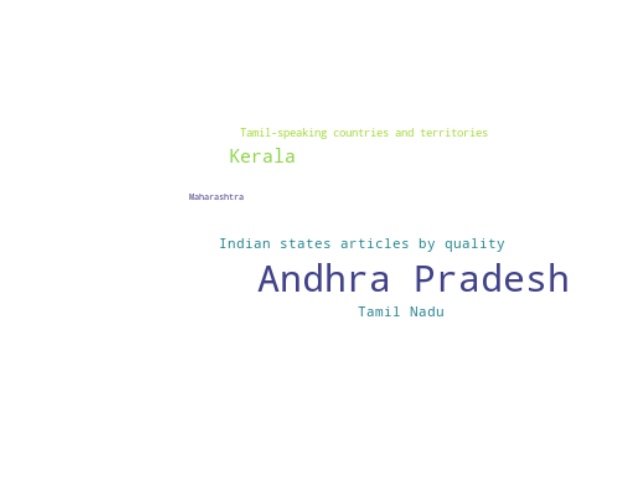 Tamil-speaking countries and territories
Kerala
Maharashtra
Indian states articles by quality
Andhra Pradesh
Tamil Nadu